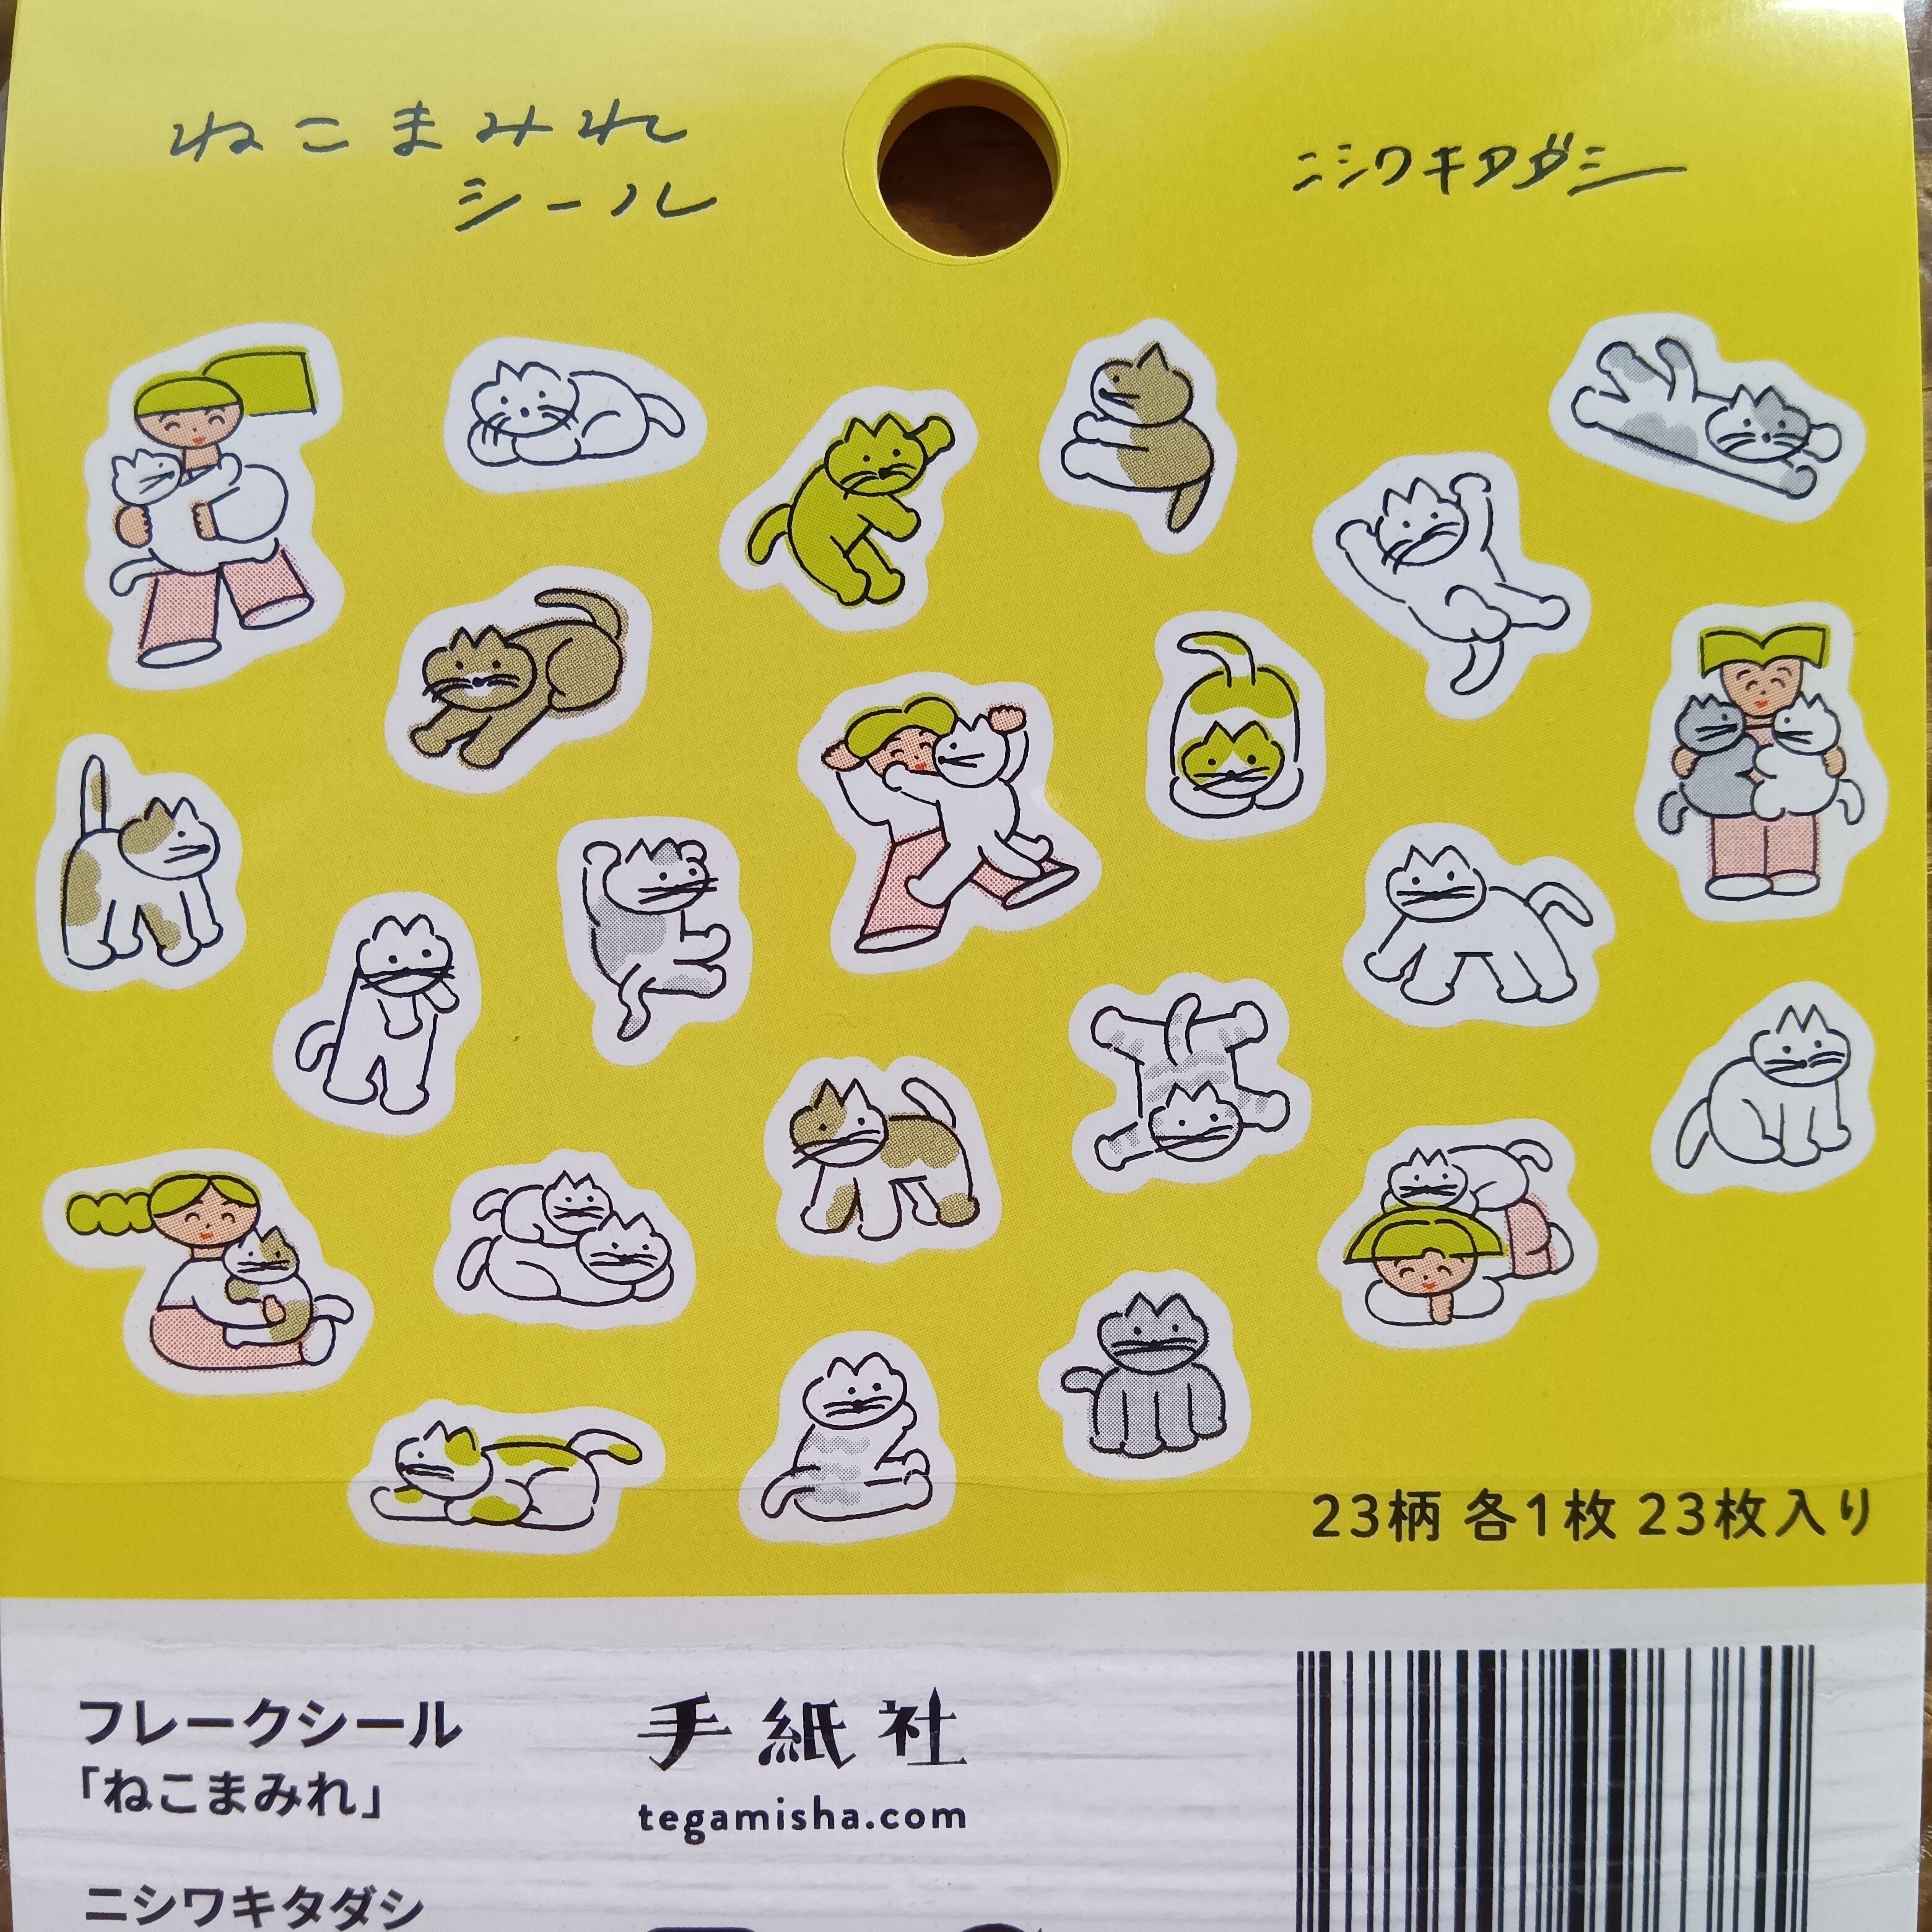 ねこまみれ
シール
ニシワキタダシ
23柄 各1枚 23枚入り
フレークシール
「ねこまみれ」
ニシワキタダシ
手紙社
tegamisha.com